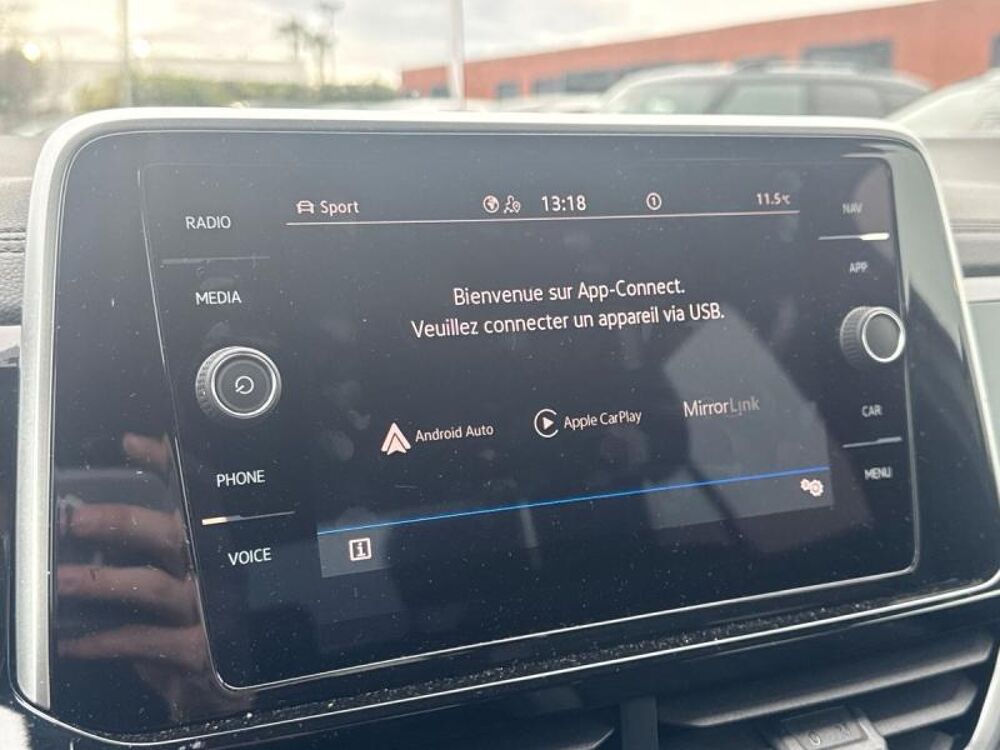 Sport 13:18 1 11.5°C
RADIO
MEDIA
PHONE
VOICE
Bienvenue sur App-Connect.
Veuillez connecter un appareil via USB.
Android Auto Apple CarPlay MirrorLink
i
NAV
APP
CAR
MENU